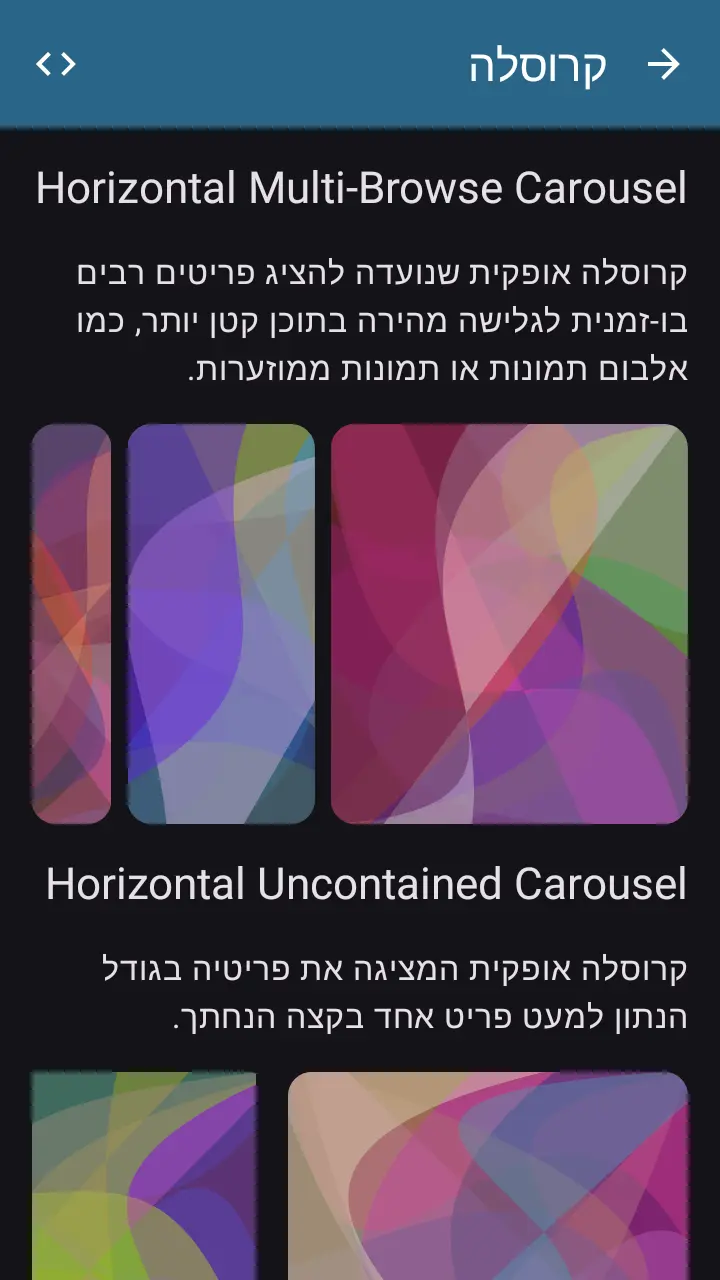 קרוסלה
Horizontal Multi-Browse Carousel
קרוסלה אופקית שנועדה להציג פריטים רבים
בו-זמנית לגלישה מהירה בתוכן קטן יותר, כמו
אלבום תמונות או תמונות ממוזערות.
Horizontal Uncontained Carousel
קרוסלה אופקית המציגה את פריטיה בגודל
הנתון למעט פריט אחד בקצה הנחתך.